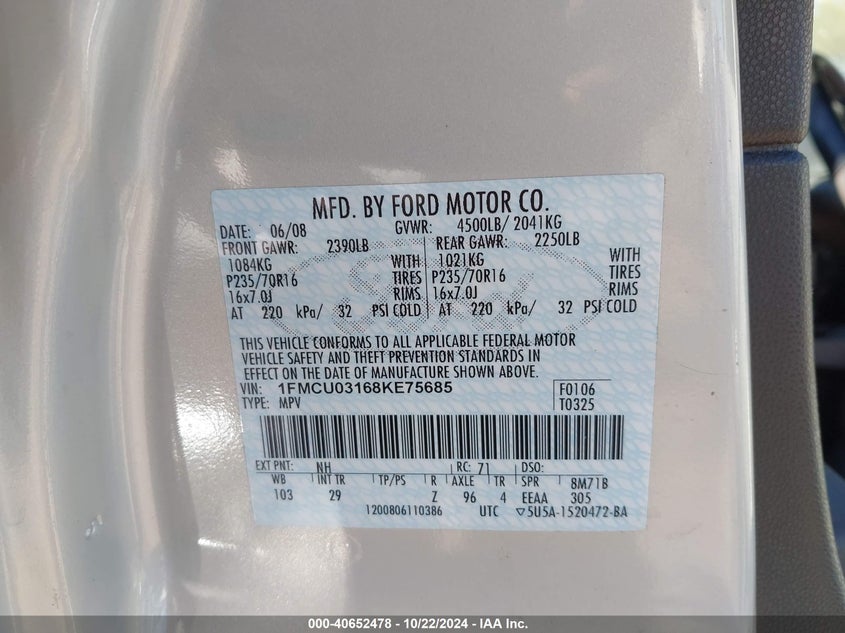 MFD. BY FORD MOTOR CO.
DATE: 06/08 GVWR: 4500LB/ 2041KG
FRONT GAWR: 2390LB REAR GAWR: 2250LB
1084KG WITH 1021KG WITH
P235/70R16 TIRES P235/70R16 TIRES
16x7.0J RIMS 16x7.0J RIMS
AT 220 kPa/ 32 PSI COLD AT 220 kPa/ 32 PSI COLD
THIS VEHICLE CONFORMS TO ALL APPLICABLE FEDERAL MOTOR
VEHICLE SAFETY AND THEFT PREVENTION STANDARDS IN
EFFECT ON THE DATE OF MANUFACTURE SHOWN ABOVE.
VIN: 1FMCU03168KE75685 F0106
TYPE: MPV T0325
EXT PNT: NH RC: 71 DSO:
WB INT TR TP/PS R AXLE TR SPR 8M71B
103 29 Z 96 4 EEAA 305
1200806110386 UTC ▽5U5A-1520472-BA
000-40652478 - 10/22/2024 - IAA Inc.